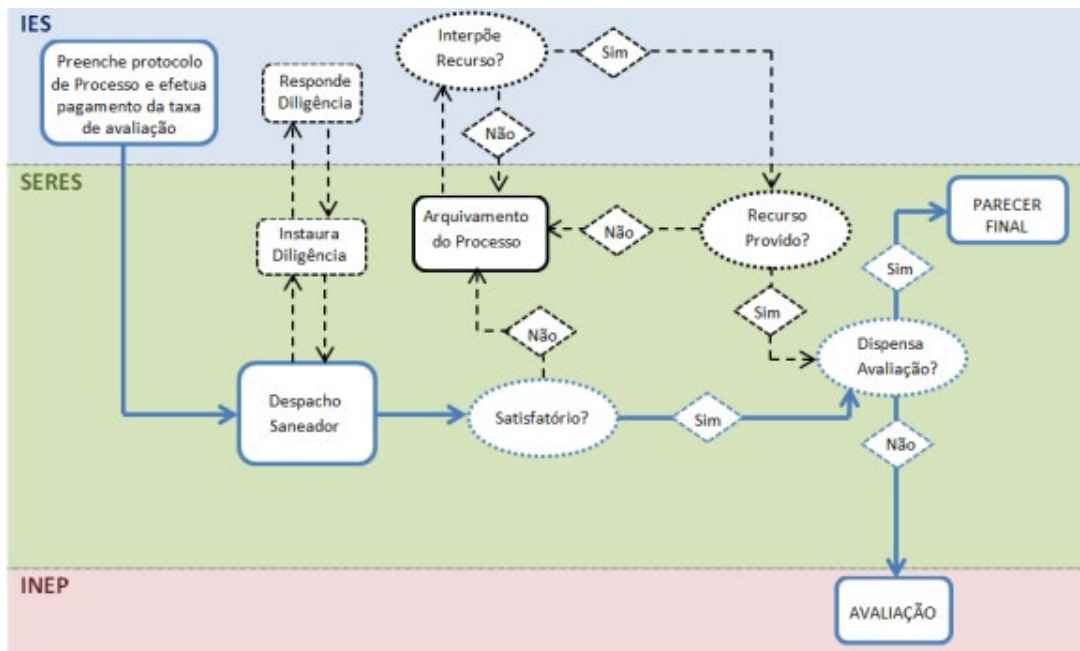 IES
Preenche protocolo
de Processo e efetua
pagamento da taxa
de avaliação
Responde
Diligência
Interpõe
Recurso?
Sim
Não
SERES
Instaura
Diligência
Arquivamento
do Processo
Não
Recurso
Provido?
PARECER
FINAL
Sim
Sim
Não
Dispensa
Avaliação?
Despacho
Saneador
Satisfatório?
Sim
Não
INEP
AVALIAÇÃO